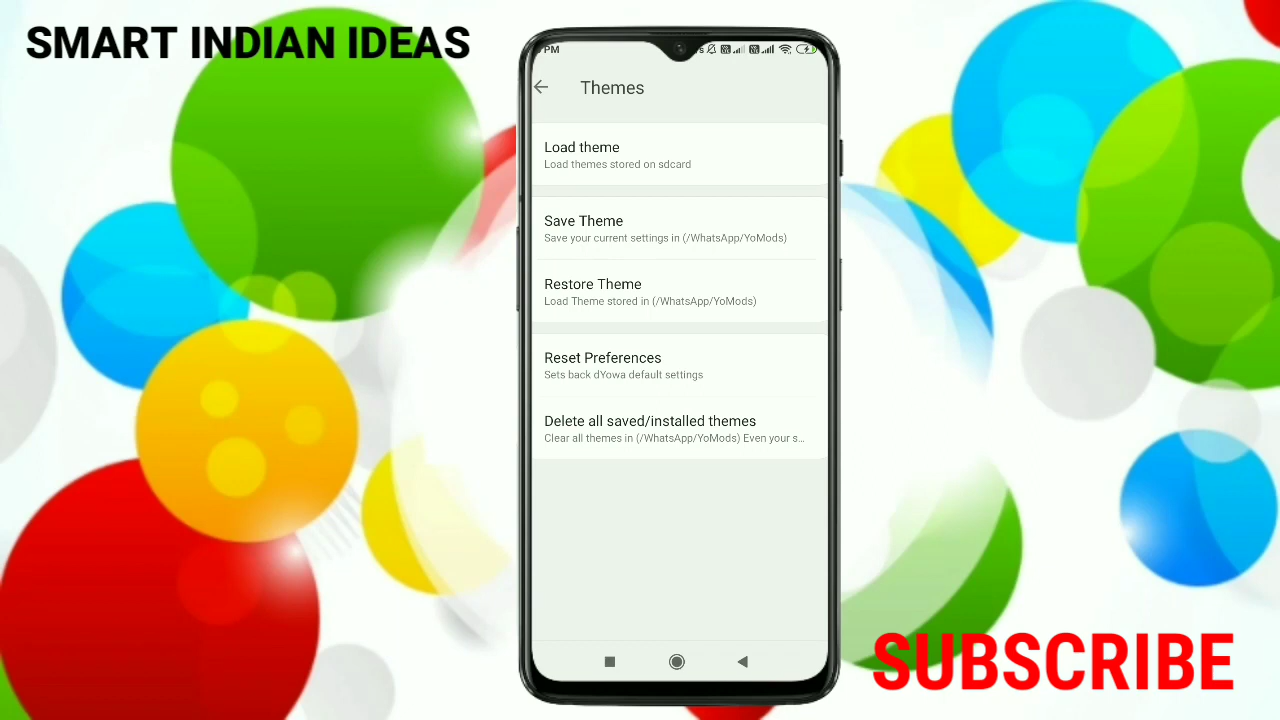 SMART INDIAN IDEAS
PM
Themes
Load theme
Load themes stored on sdcard
Save Theme
Save your current settings in (/WhatsApp/YoMods)
Restore Theme
Load Theme stored in (/WhatsApp/YoMods)
Reset Preferences
Sets back dYowa default settings
Delete all saved/installed themes
Clear all themes in (/WhatsApp/YoMods) Even your s...
SUBSCRIBE